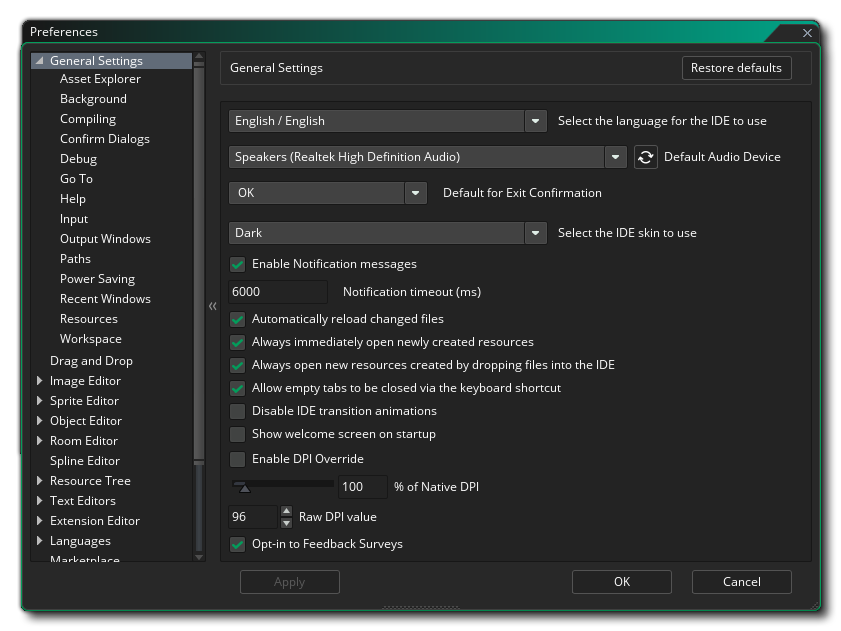 Preferences
General Settings
Asset Explorer
Background
Compiling
Confirm Dialogs
Debug
Go To
Help
Input
Output Windows
Paths
Power Saving
Recent Windows
Resources
Workspace
Drag and Drop
Image Editor
Sprite Editor
Object Editor
Room Editor
Spline Editor
Resource Tree
Text Editors
Extension Editor
Languages
Marketplace
General Settings
Restore defaults
English / English Select the language for the IDE to use
Speakers (Realtek High Definition Audio) Default Audio Device
OK Default for Exit Confirmation
Dark Select the IDE skin to use
Enable Notification messages
6000 Notification timeout (ms)
Automatically reload changed files
Always immediately open newly created resources
Always open new resources created by dropping files into the IDE
Allow empty tabs to be closed via the keyboard shortcut
Disable IDE transition animations
Show welcome screen on startup
Enable DPI Override
100 % of Native DPI
96 Raw DPI value
Opt-in to Feedback Surveys
Apply OK Cancel